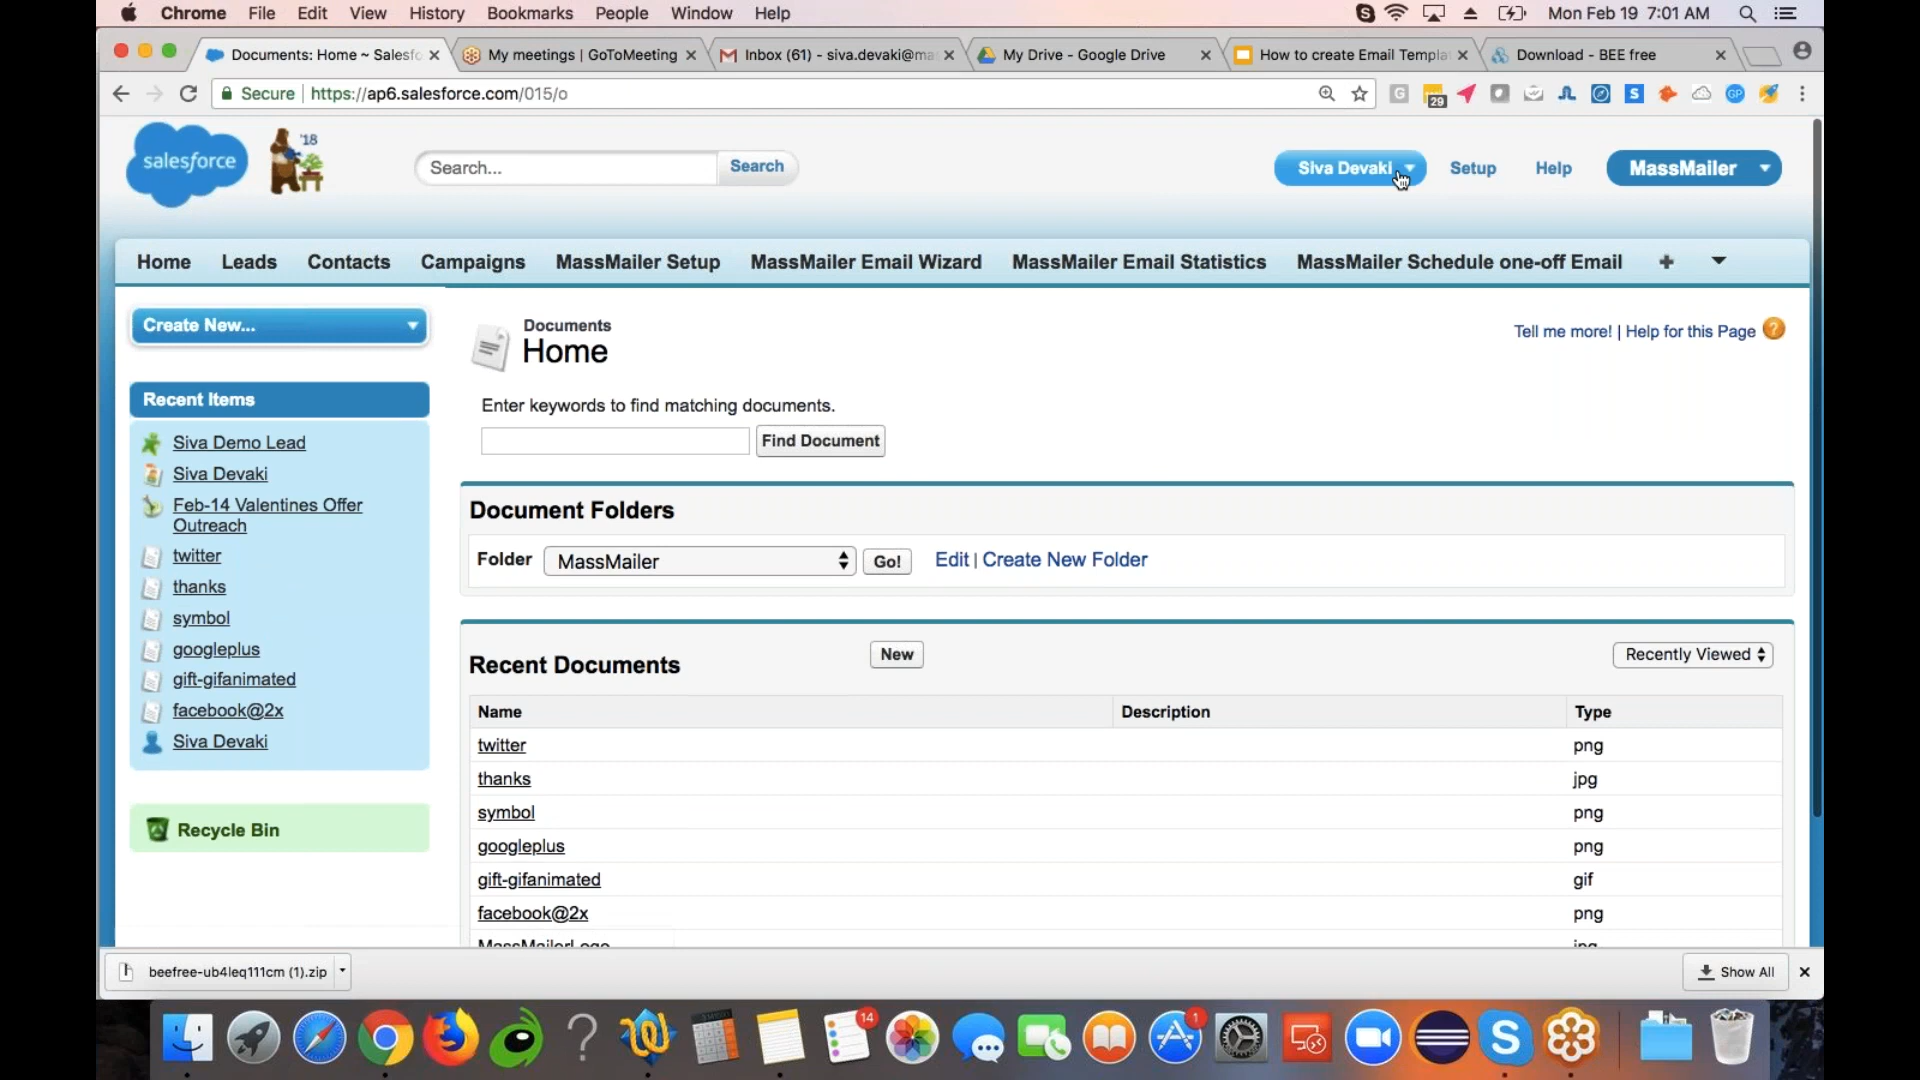 Chrome File Edit View History Bookmarks People Window Help
Mon Feb 19 7:01 AM
Documents: Home ~ Salesfo
My meetings | GoToMeeting
Inbox (61) - siva.devaki@ma
My Drive - Google Drive
How to create Email Templa
Download - BEE free
Secure https://ap6.salesforce.com/015/o
29
GP
salesforce
'18
Search...
Search
Siva Devaki
Setup
Help
MassMailer
Home Leads Contacts Campaigns MassMailer Setup MassMailer Email Wizard MassMailer Email Statistics MassMailer Schedule one-off Email
Create New...
Recent Items
Siva Demo Lead
Siva Devaki
Feb-14 Valentines Offer
Outreach
twitter
thanks
symbol
googleplus
gift-gifanimated
facebook@2x
Siva Devaki
Recycle Bin
Documents
Home
Tell me more! | Help for this Page ?
Enter keywords to find matching documents.
Find Document
Document Folders
Folder MassMailer Go! Edit | Create New Folder
Recent Documents New Recently Viewed
Name Description Type
twitter png
thanks jpg
symbol png
googleplus png
gift-gifanimated gif
facebook@2x png
MassMailerLogo jpg
beefree-ub4leq111cm (1).zip
Show All
14
1